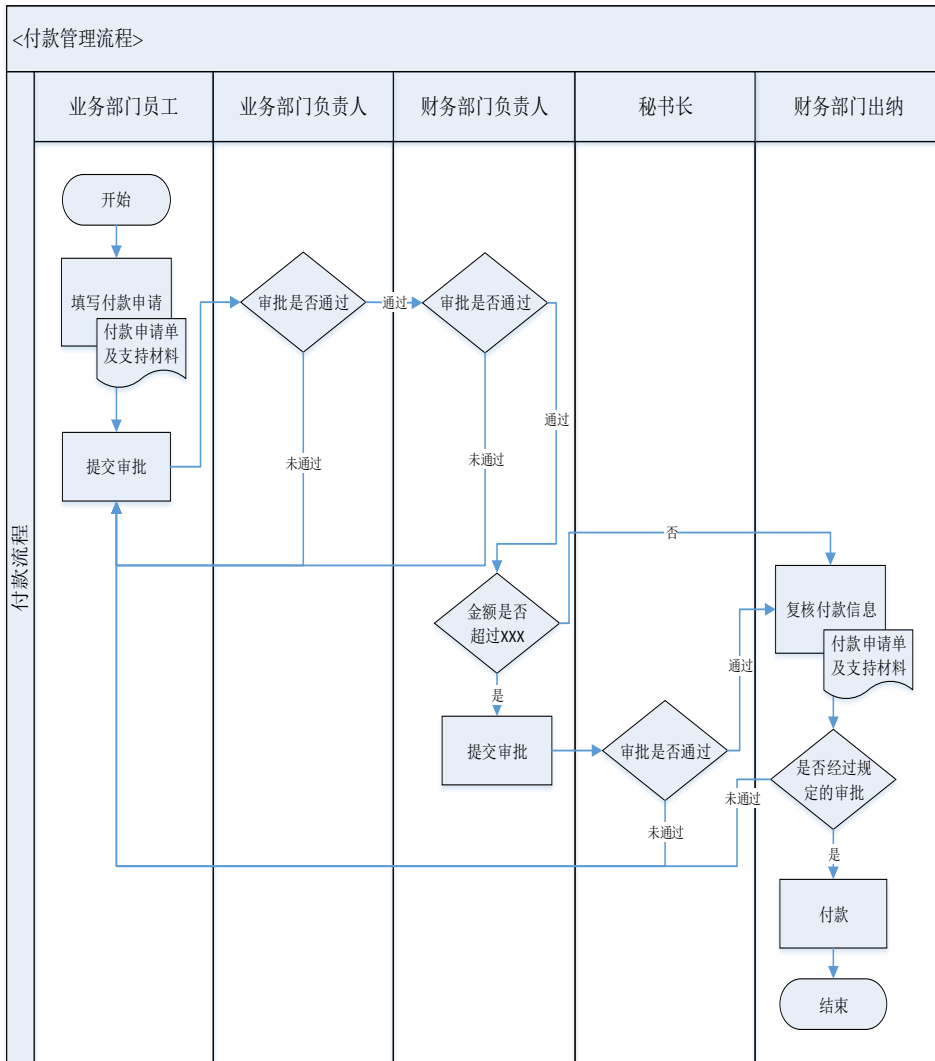 <付款管理流程>
业务部门员工
业务部门负责人
财务部门负责人
秘书长
财务部门出纳
付款流程
开始
填写付款申请
付款申请单
及支持材料
提交审批
审批是否通过
通过
审批是否通过
通过
未通过
未通过
否
金额是否
超过XXX
是
提交审批
审批是否通过
通过
未通过
复核付款信息
付款申请单
及支持材料
是否经过规
定的审批
未通过
是
付款
结束